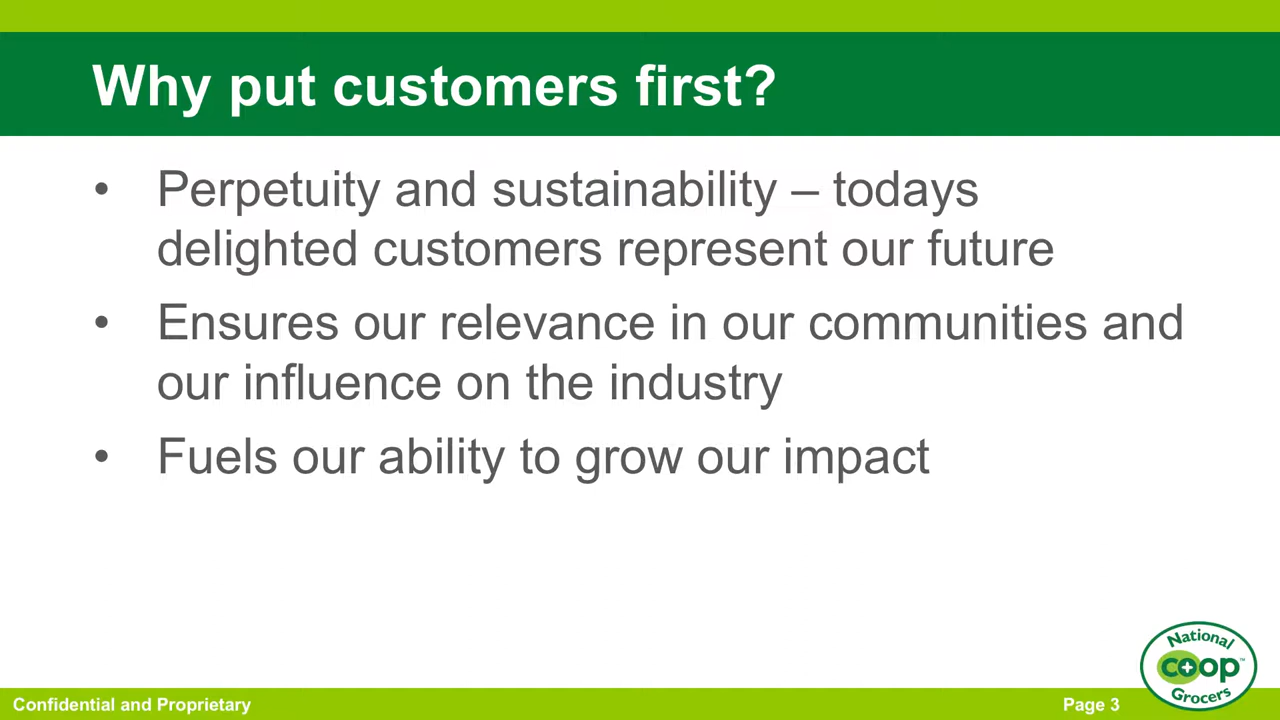 Why put customers first?
• Perpetuity and sustainability – todays
delighted customers represent our future
• Ensures our relevance in our communities and
our influence on the industry
• Fuels our ability to grow our impact
National
co+op™
Grocers
Confidential and Proprietary
Page 3